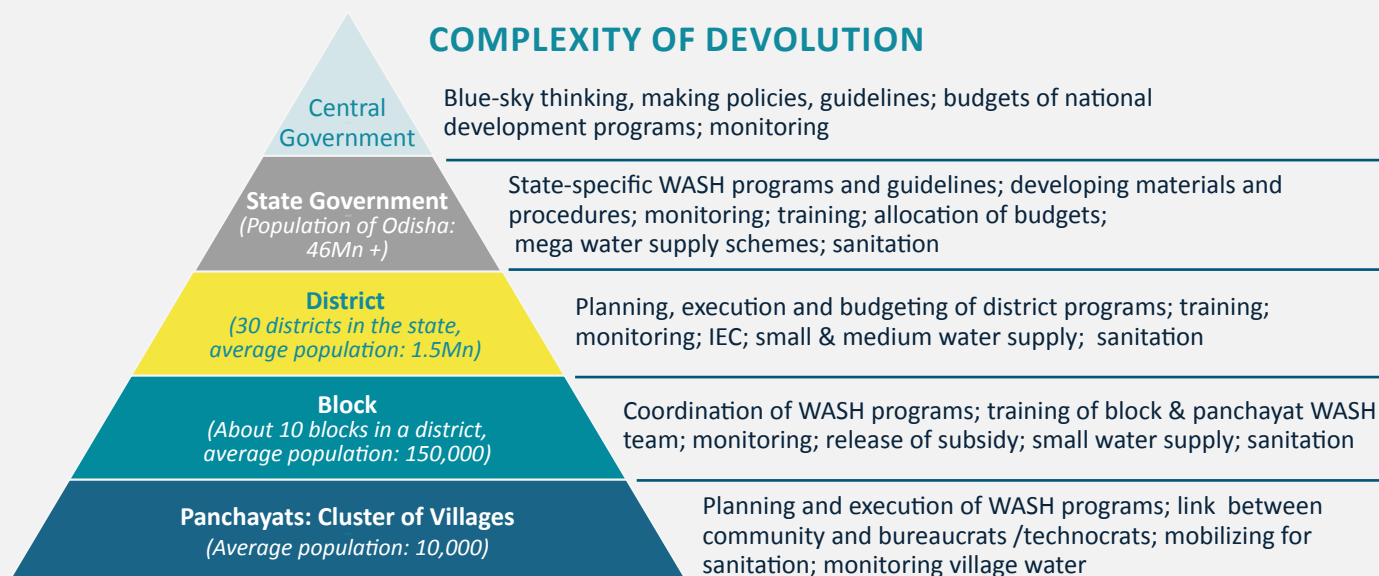 COMPLEXITY OF DEVOLUTION
Central
Government
Blue-sky thinking, making policies, guidelines; budgets of national
development programs; monitoring
State Government
(Population of Odisha:
46Mn +)
State-specific WASH programs and guidelines; developing materials and
procedures; monitoring; training; allocation of budgets;
mega water supply schemes; sanitation
District
(30 districts in the state,
average population: 1.5Mn)
Planning, execution and budgeting of district programs; training;
monitoring; IEC; small & medium water supply; sanitation
Block
(About 10 blocks in a district,
average population: 150,000)
Coordination of WASH programs; training of block & panchayat WASH
team; monitoring; release of subsidy; small water supply; sanitation
Panchayats: Cluster of Villages
(Average population: 10,000)
Planning and execution of WASH programs; link between
community and bureaucrats /technocrats; mobilizing for
sanitation; monitoring village water